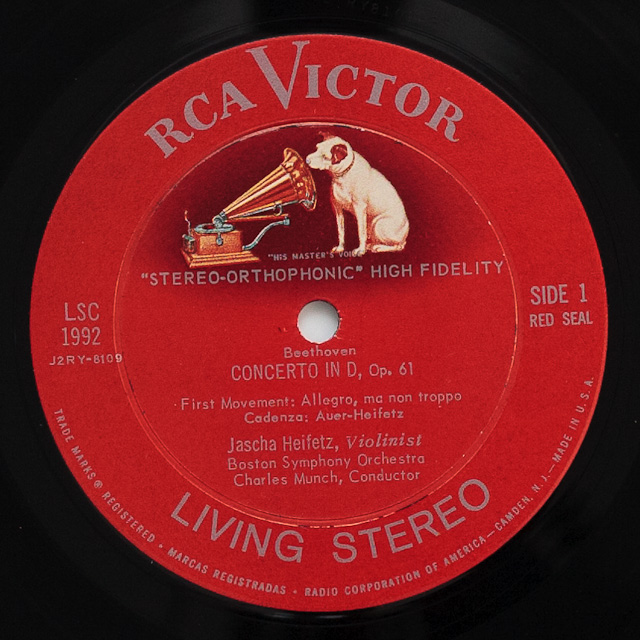 RCA VICTOR
"HIS MASTER'S VOICE"
"STEREO-ORTHOPHONIC" HIGH FIDELITY
LSC
1992
J2RY-8109
SIDE 1
RED SEAL
Beethoven
CONCERTO IN D, Op. 61
First Movement: Allegro, ma non troppo
Cadenza: Auer-Heifetz
Jascha Heifetz, Violinist
Boston Symphony Orchestra
Charles Munch, Conductor
LIVING STEREO
TRADE MARKS ® REGISTERED • MARCAS REGISTRADAS • RADIO CORPORATION OF AMERICA—CAMDEN, N. J.—MADE IN U.S.A.